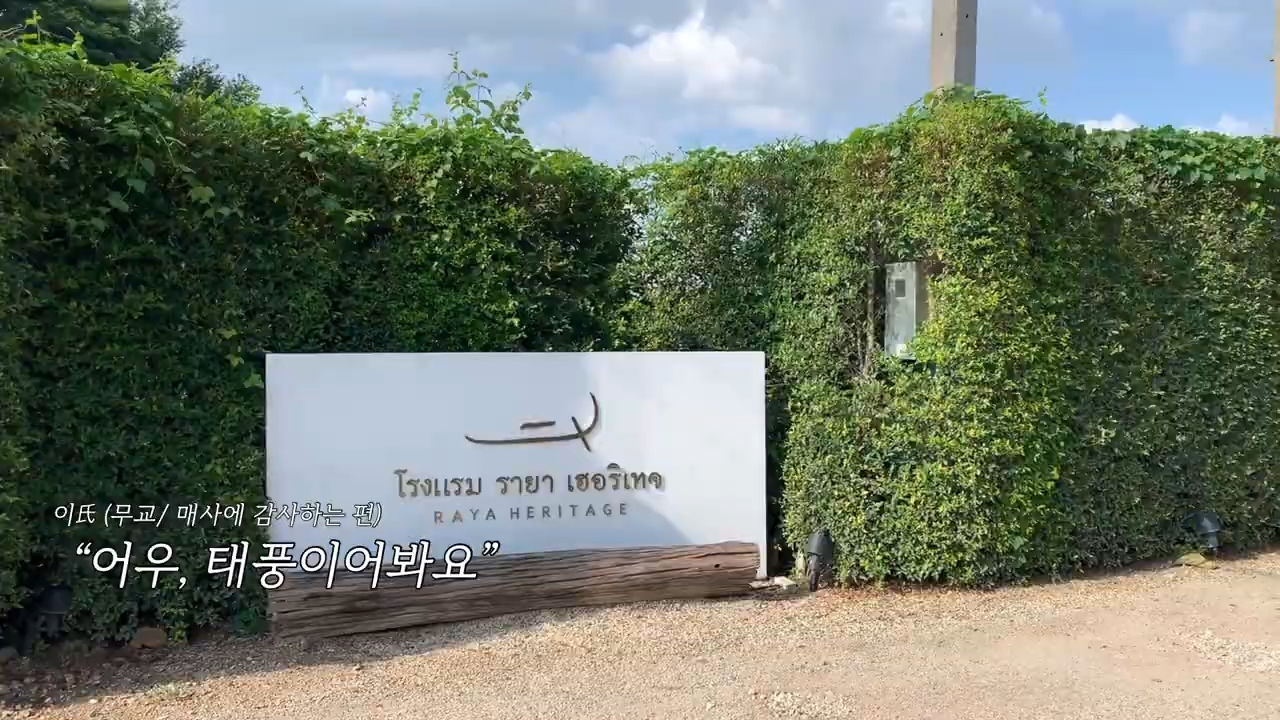 โรงแรม รายา เฮอริเทจ
RAYA HERITAGE
이氏 (무교/ 매사에 감사하는 편)
“어우, 태풍이어봐요”